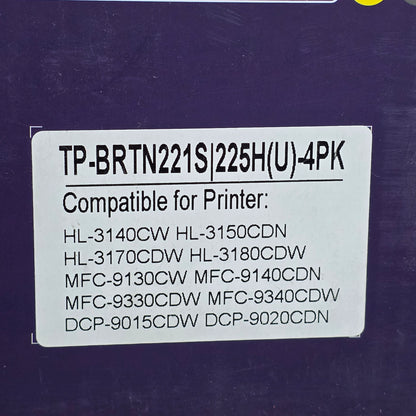 TP-BRTN221S|225H(U)-4PK
Compatible for Printer:
HL-3140CW HL-3150CDN
HL-3170CDW HL-3180CDW
MFC-9130CW MFC-9140CDN
MFC-9330CDW MFC-9340CDW
DCP-9015CDW DCP-9020CDN